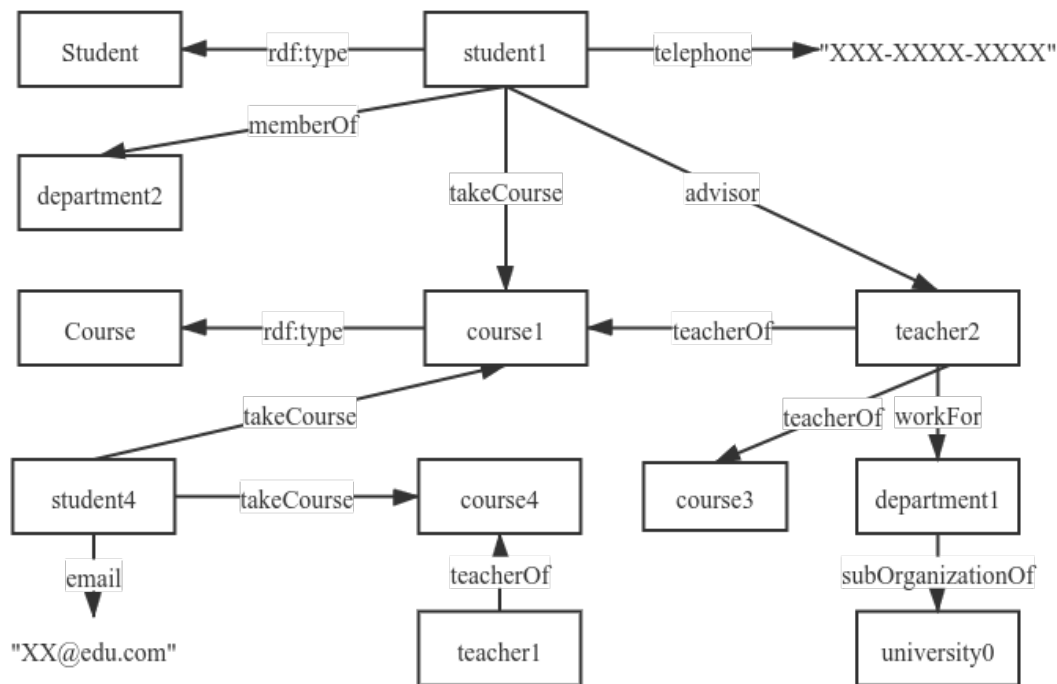 Student
rdf:type
student1
telephone
"XXX-XXXX-XXXX"
memberOf
department2
takeCourse
advisor
Course
rdf:type
course1
teacherOf
teacher2
takeCourse
teacherOf
workFor
student4
takeCourse
course4
course3
department1
email
teacherOf
subOrganizationOf
"XX@edu.com"
teacher1
university0